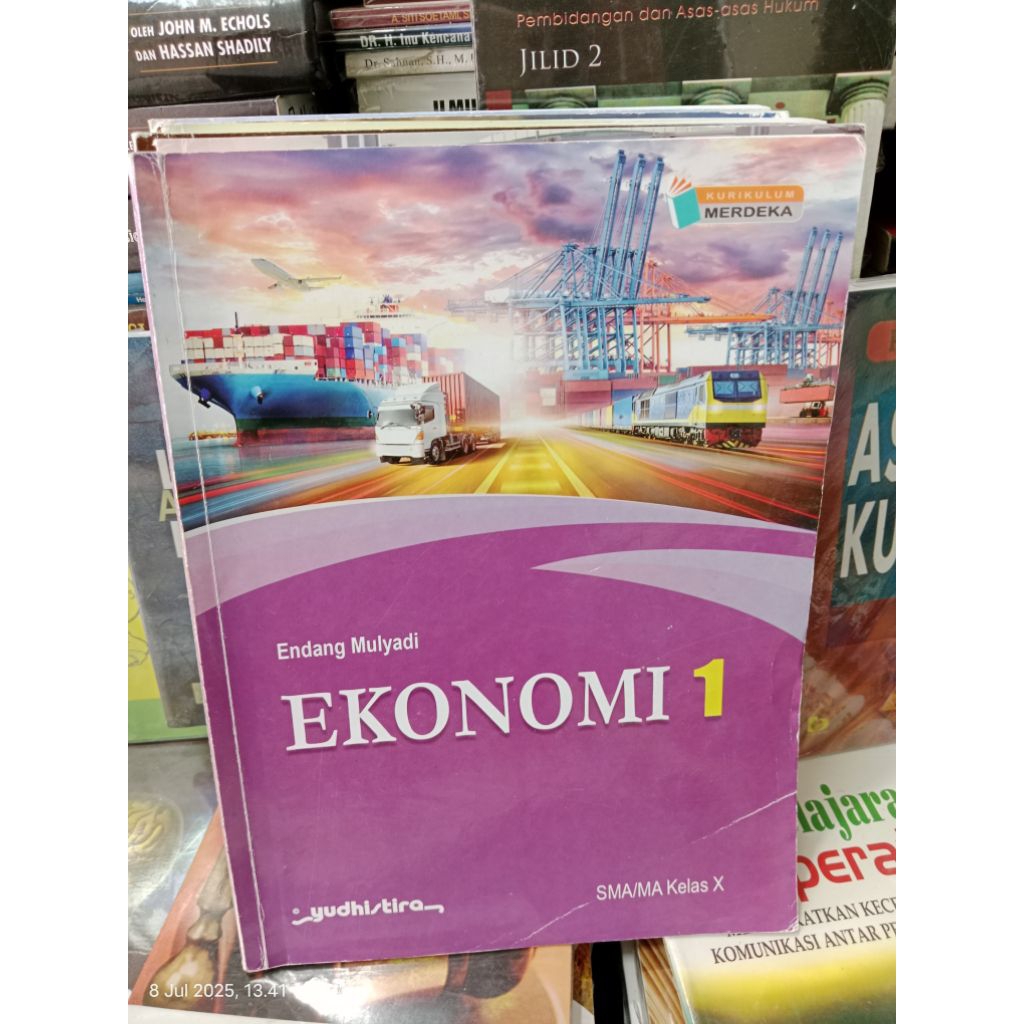 OLEH JOHN M. ECHOLS
DAN HASSAN SHADILY
DR. H. Inu Kencana
Pembidangan dan Asas-asas Hukum
JILID 2
KURIKULUM
MERDEKA
Endang Mulyadi
EKONOMI 1
SMA/MA Kelas X
yudhistira
KOMUNIKASI ANTAR
8 Jul 2025, 13.41